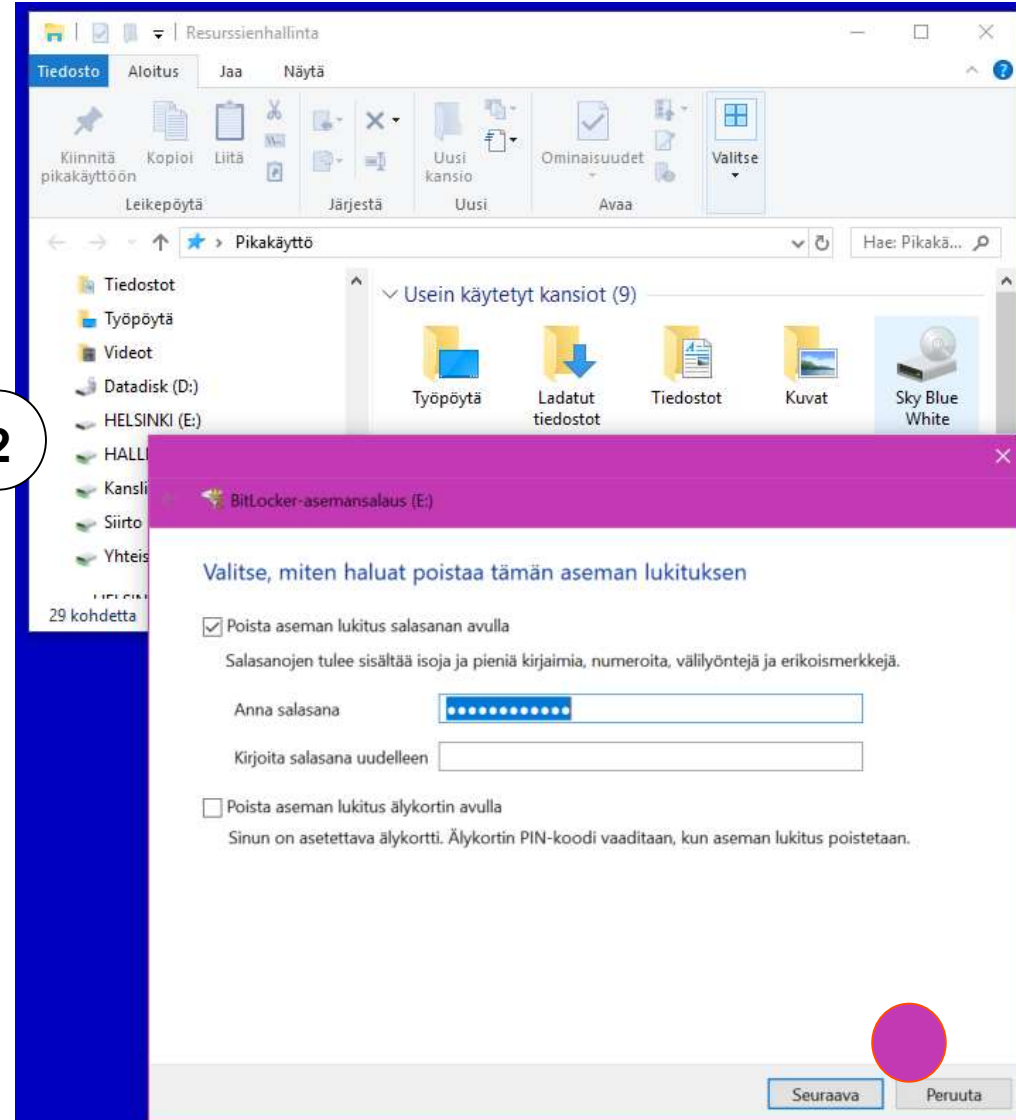 Resurssienhallinta
Tiedosto Aloitus Jaa Näytä
Kiinnitä pikakäyttöön
Kopioi
Liitä
Uusi kansio
Ominaisuudet
Valitse
Leikepöytä Järjestä Uusi Avaa
Pikakäyttö
Hae: Pikakä...
Tiedostot
Työpöytä
Videot
Datadisk (D:)
HELSINKI (E:)
HALL
Kansli
Siirto
Yhteis
29 kohdetta
Usein käytetyt kansiot (9)
Työpöytä
Ladatut tiedostot
Tiedostot
Kuvat
Sky Blue White
2
BitLocker-asemansalaus (E:)
Valitse, miten haluat poistaa tämän aseman lukituksen
Poista aseman lukitus salasanan avulla
Salasanojen tulee sisältää isoja ja pieniä kirjaimia, numeroita, välilyöntejä ja erikoismerkkejä.
Anna salasana ••••••••••••
Kirjoita salasana uudelleen
Poista aseman lukitus älykortin avulla
Sinun on asetettava älykortti. Älykortin PIN-koodi vaaditaan, kun aseman lukitus poistetaan.
Seuraava Peruuta